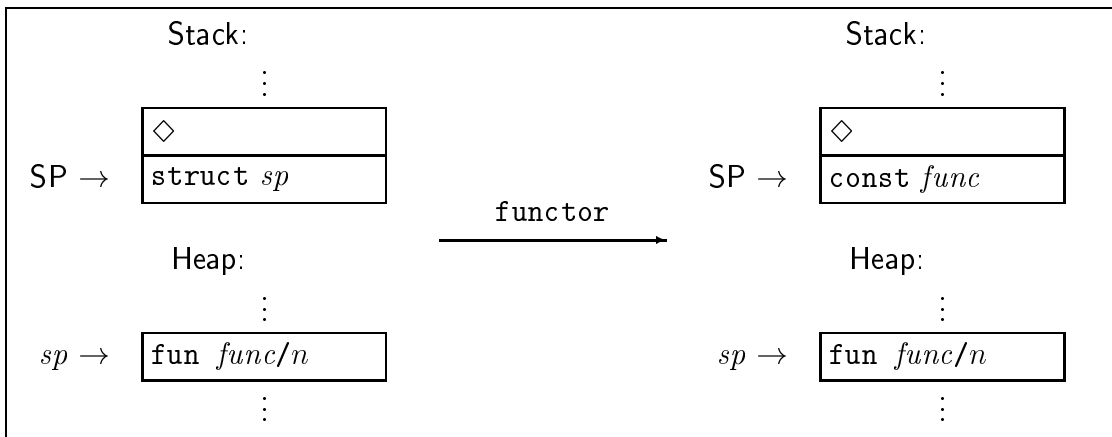 Stack:
⋮
◇
SP → struct sp
Heap:
⋮
sp → fun func/n
⋮
functor
Stack:
⋮
◇
SP → const func
Heap:
⋮
sp → fun func/n
⋮